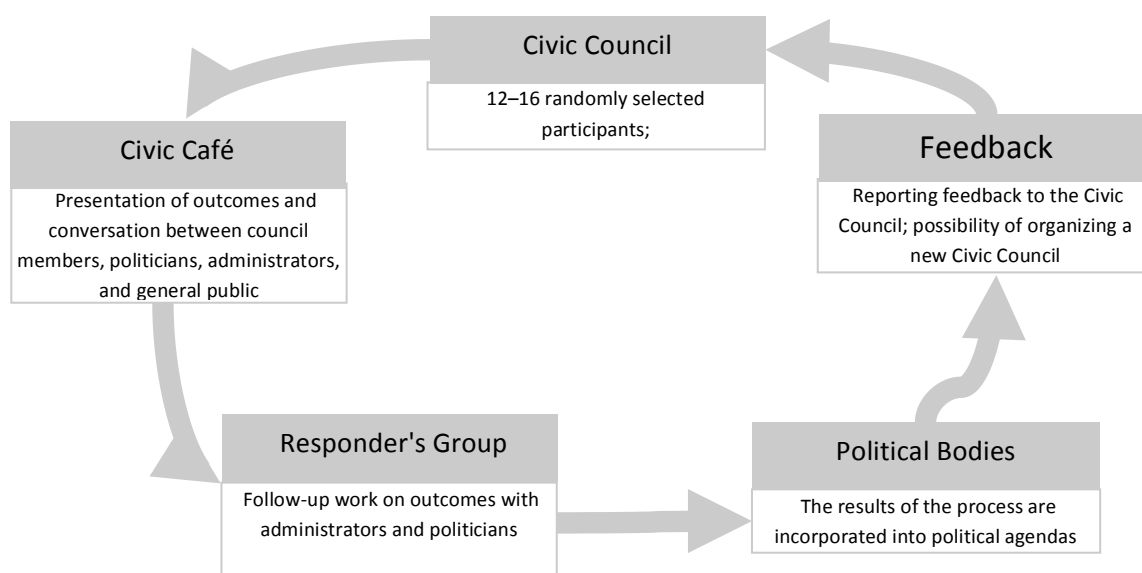 Civic Council
12–16 randomly selected
participants;
Civic Café
Presentation of outcomes and
conversation between council
members, politicians, administrators,
and general public
Responder's Group
Follow-up work on outcomes with
administrators and politicians
Political Bodies
The results of the process are
incorporated into political agendas
Feedback
Reporting feedback to the Civic
Council; possibility of organizing a
new Civic Council